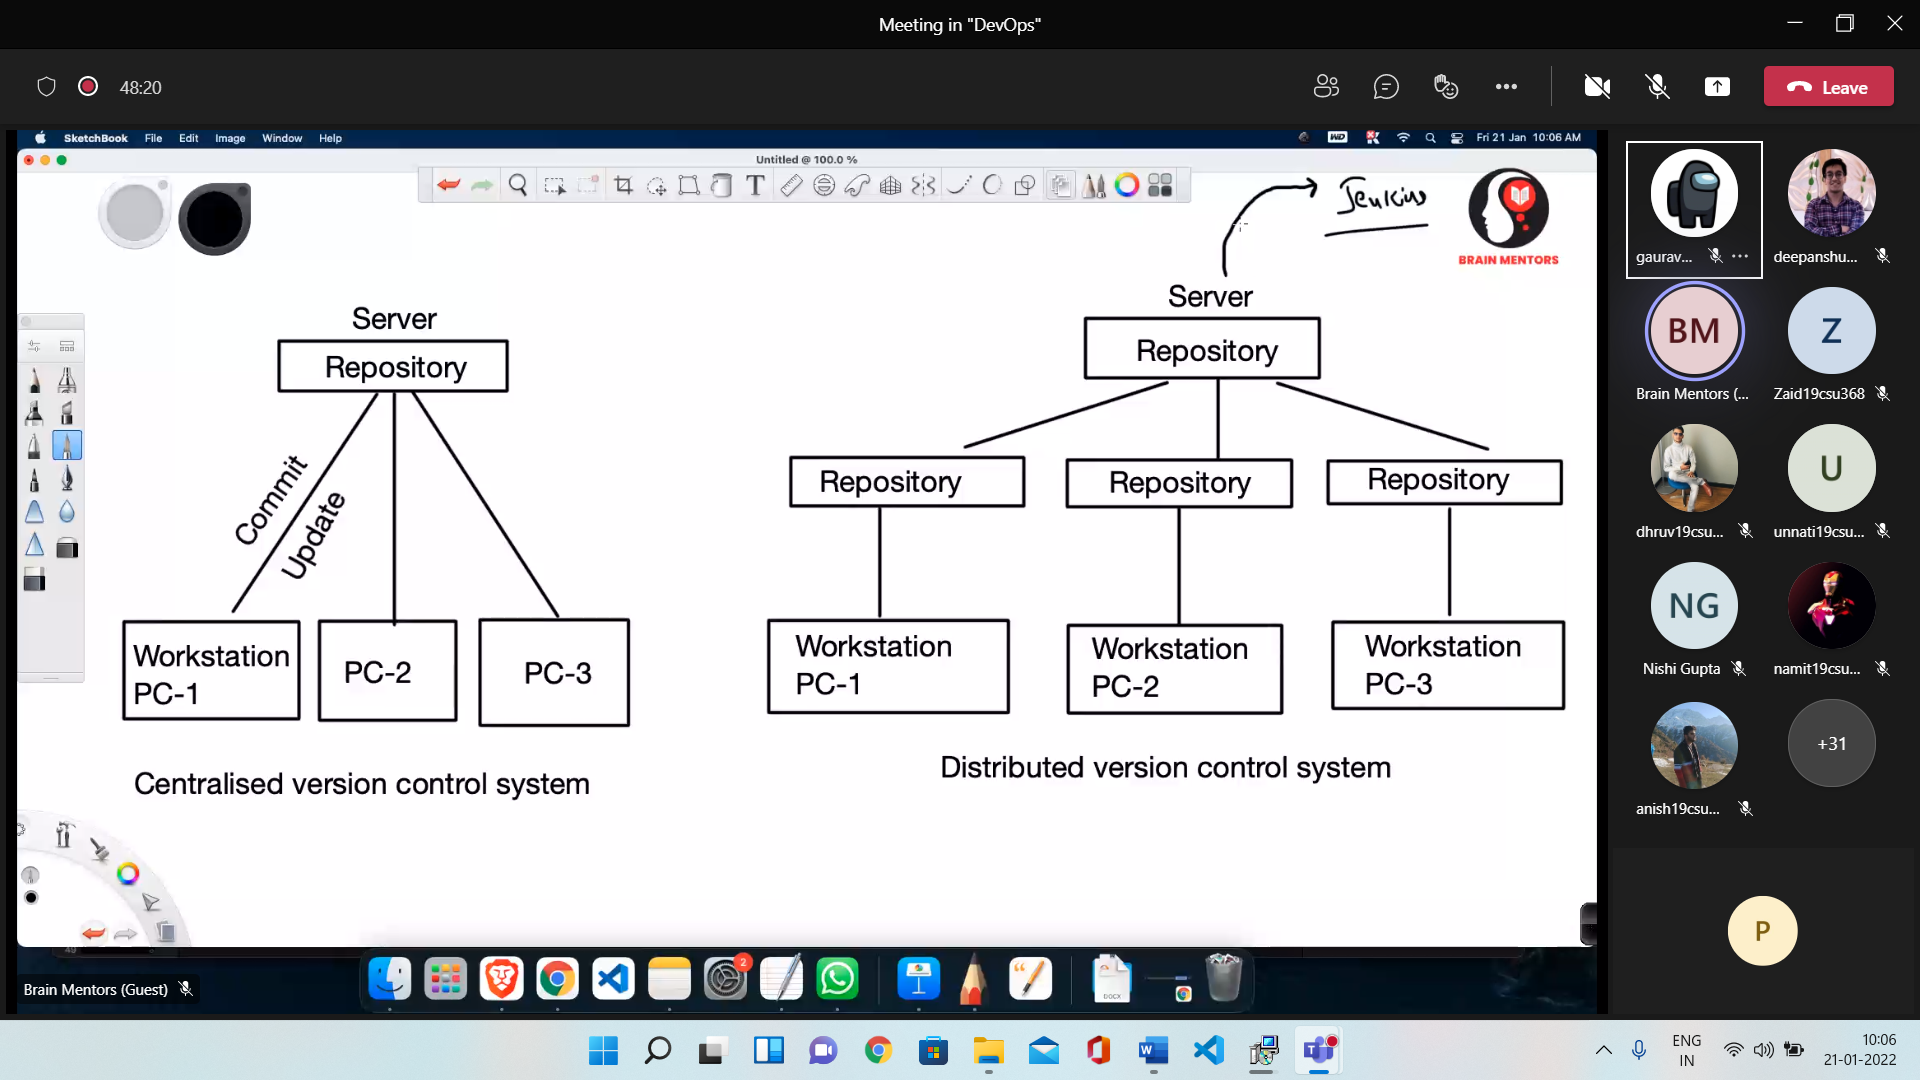 Meeting in "DevOps"
48:20
Leave
SketchBook File Edit Image Window Help
WD
Fri 21 Jan 10:06 AM
Untitled @ 100.0 %
T
Jenkins
BRAIN MENTORS
Server
Repository
Commit
Update
Workstation
PC-1
PC-2
PC-3
Centralised version control system
Server
Repository
Repository
Repository
Repository
Workstation
PC-1
Workstation
PC-2
Workstation
PC-3
Distributed version control system
gaurav...
deepanshu...
BM
Brain Mentors (...
Z
Zaid19csu368
dhruv19csu...
U
unnati19csu...
NG
Nishi Gupta
namit19csu...
anish19csu...
+31
P
2
DOCX
Brain Mentors (Guest)
ENG
IN
10:06
21-01-2022